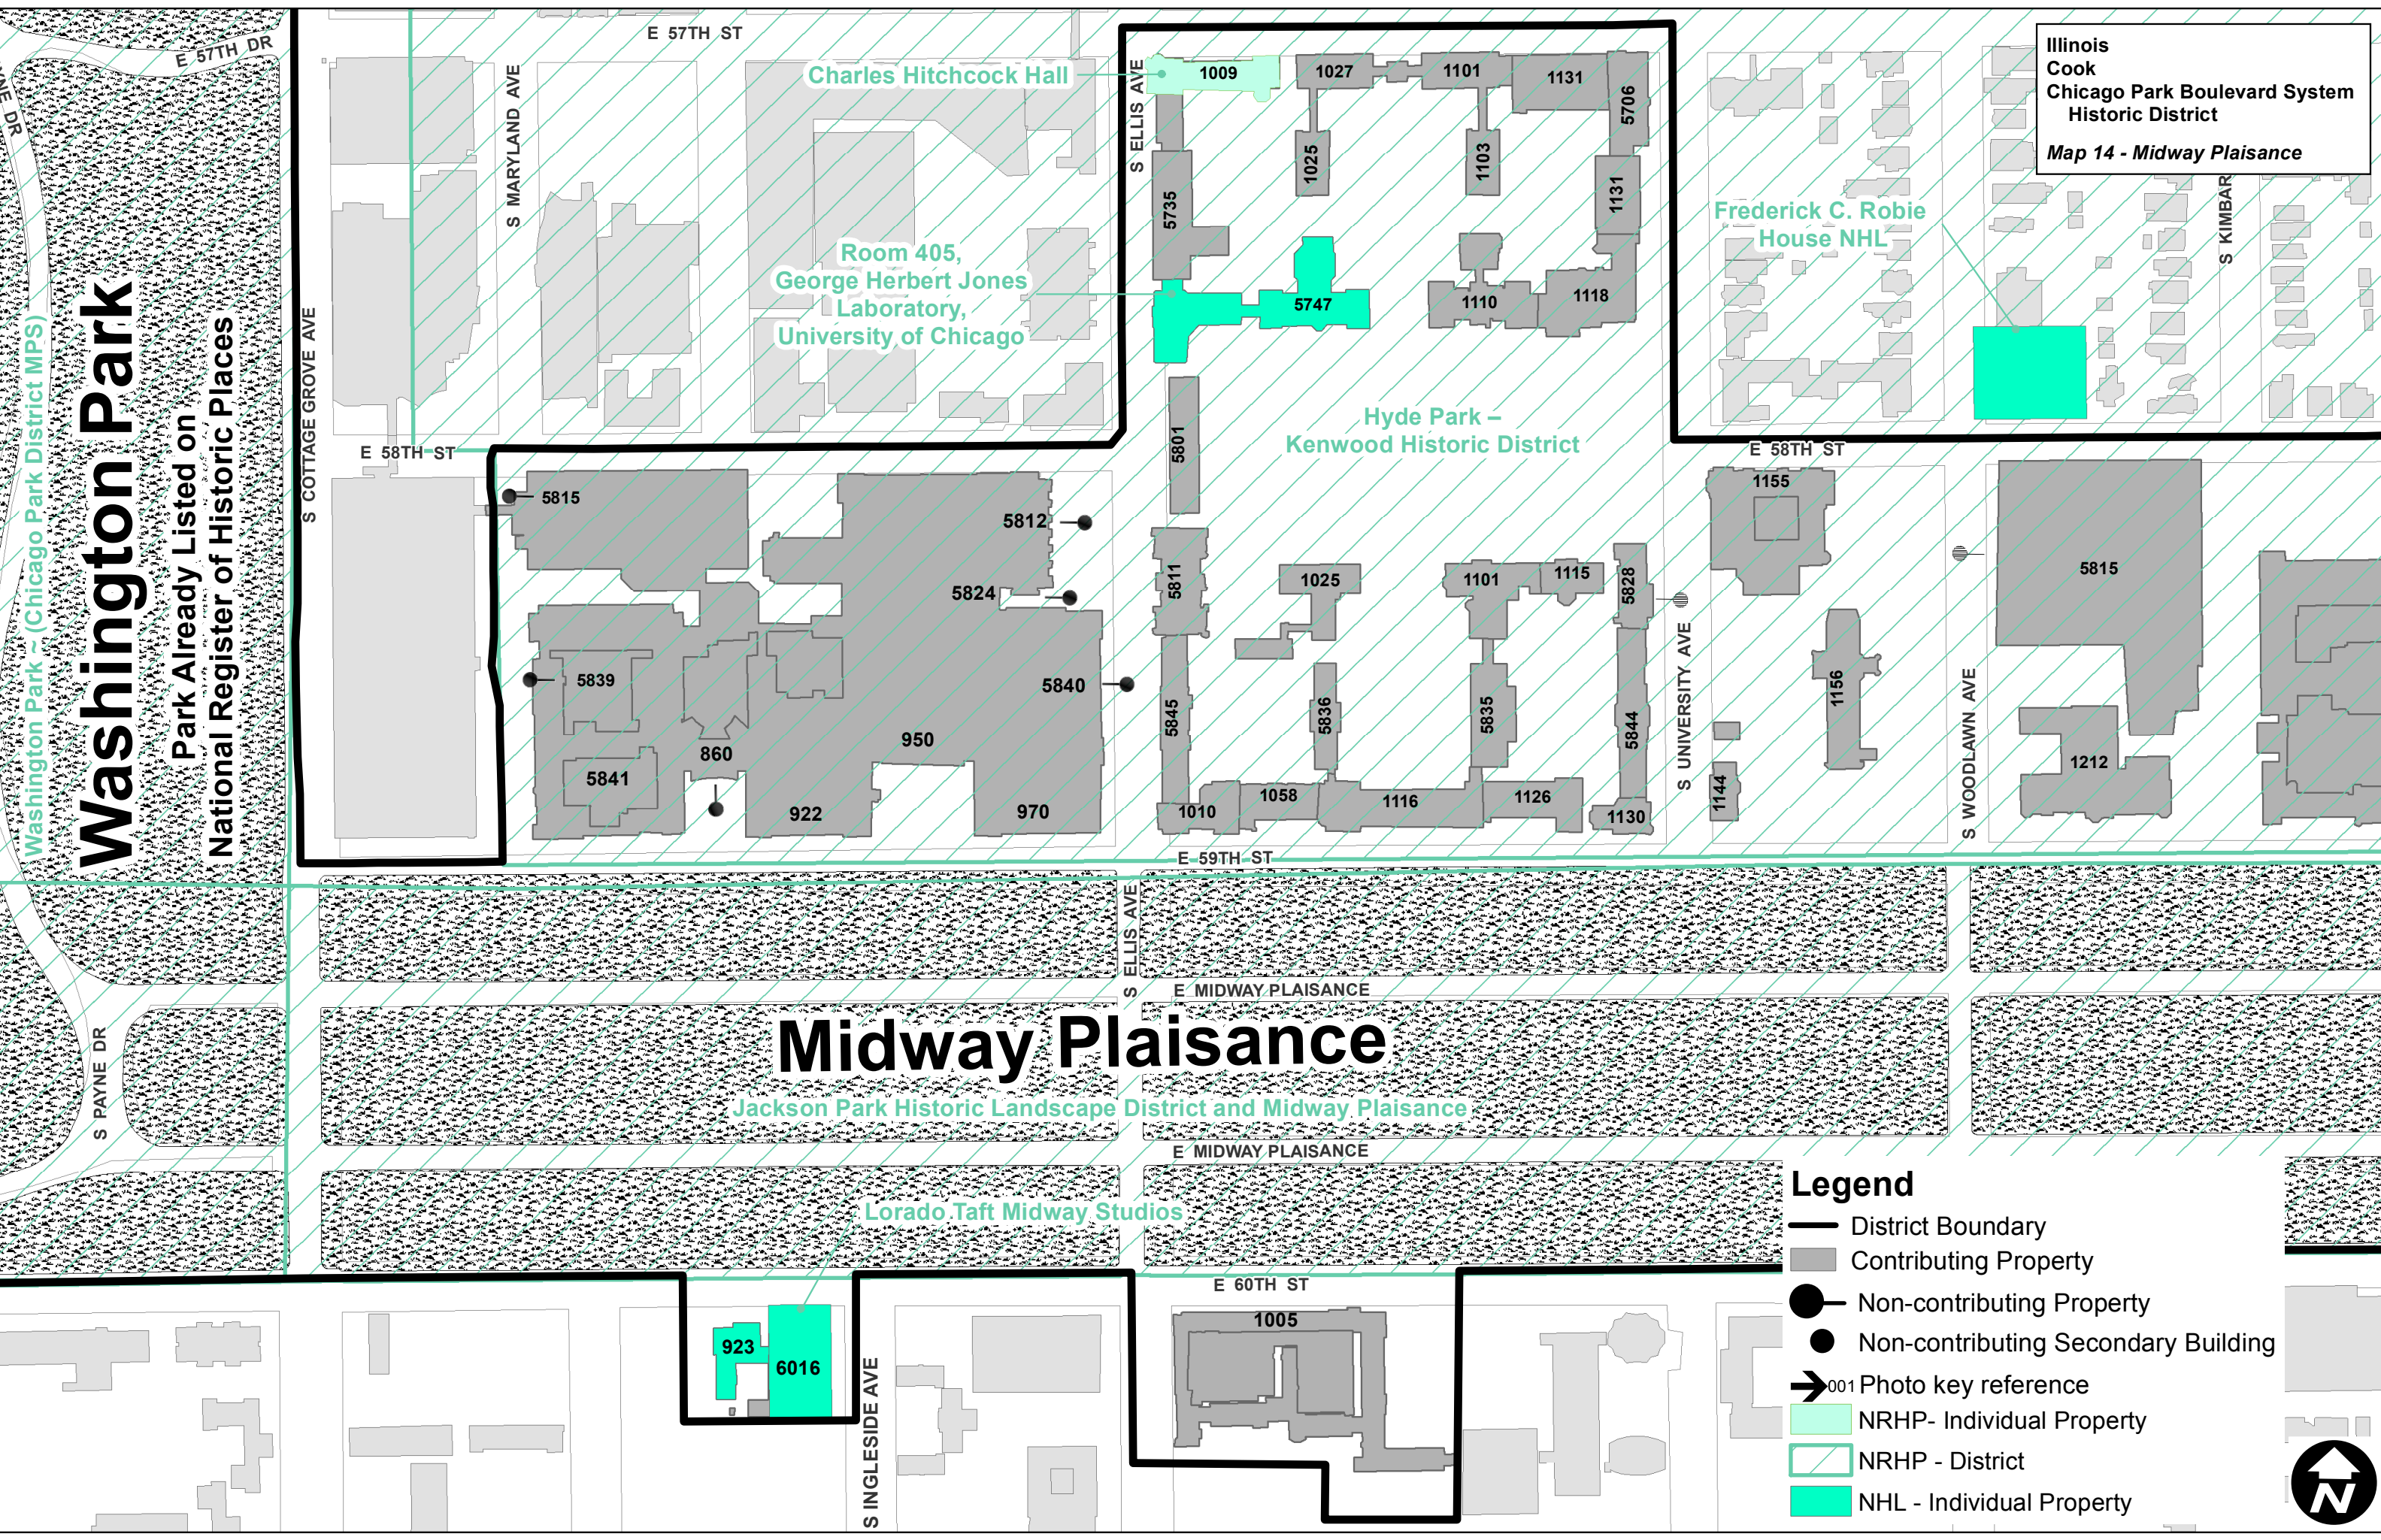 E 57TH DR
E 57TH ST
Illinois
Cook
Chicago Park Boulevard System
Historic District
Map 14 - Midway Plaisance
S PAYNE DR
S COTTAGE GROVE AVE
S MARYLAND AVE
S ELLIS AVE
Charles Hitchcock Hall
1009
1027
1101
1131
5706
1025
1103
1131
5735
Room 405,
George Herbert Jones
Laboratory,
University of Chicago
5747
1110
1118
Frederick C. Robie
House NHL
S KIMBAR
Washington Park ~ (Chicago Park District MPS)
Washington Park
Park Already Listed on
National Register of Historic Places
Hyde Park –
Kenwood Historic District
E 58TH ST
E 58TH ST
5801
5815
5812
5824
5839
5840
5841
860
950
922
970
5811
1025
1101
1115
5828
5845
5836
5835
5844
1010
1058
1116
1126
1130
S UNIVERSITY AVE
1155
1156
1144
S WOODLAWN AVE
5815
1212
E 59TH ST
S ELLIS AVE
E MIDWAY PLAISANCE
Midway Plaisance
Jackson Park Historic Landscape District and Midway Plaisance
E MIDWAY PLAISANCE
Lorado Taft Midway Studios
E 60TH ST
923
6016
S INGLESIDE AVE
1005
Legend
District Boundary
Contributing Property
Non-contributing Property
Non-contributing Secondary Building
001 Photo key reference
NRHP- Individual Property
NRHP - District
NHL - Individual Property
N